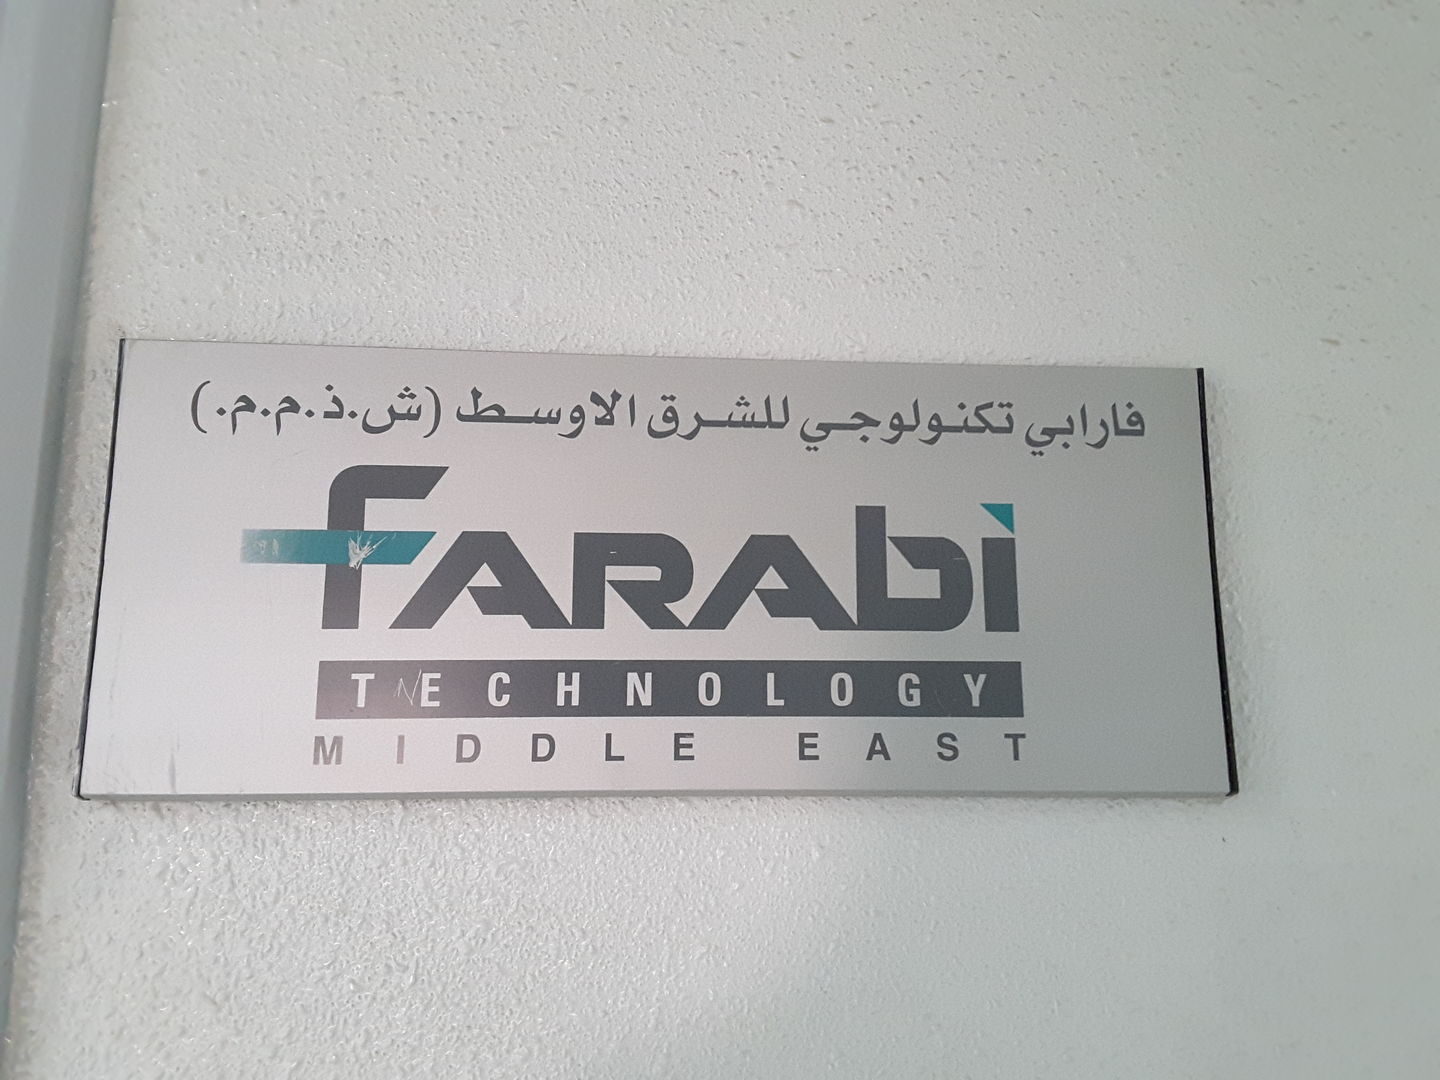 فارابي تكنولوجي للشرق الاوسط (ش.ذ.م.م.)
FARAbi
TECHNOLOGY
MIDDLE EAST